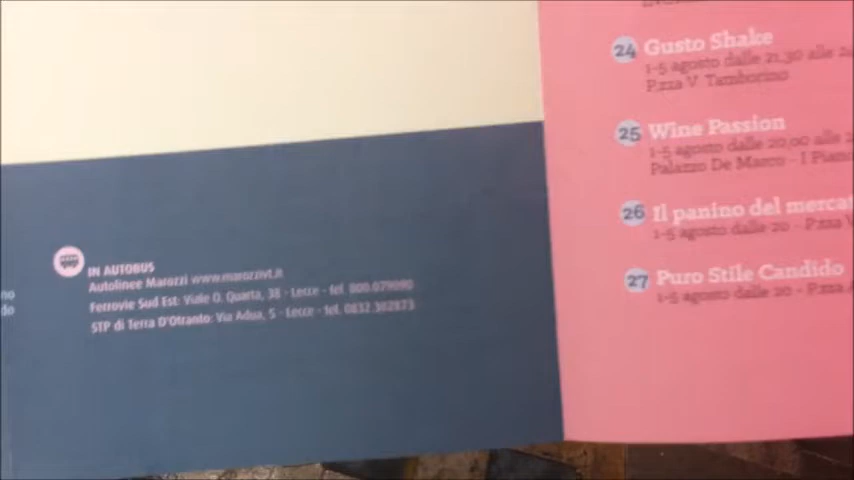 IN AUTOBUS
Autolinee Marozzi www.marozzivt.it
Ferrovie Sud Est: Viale O. Quarta, 38 - Lecce - tel. 800.079090
STP di Terra D'Otranto: Via Adua, 5 - Lecce - tel. 0832.302873
no
do
24 Gusto Shake
1-5 agosto dalle 21,30 alle
P.zza V. Tamborino
25 Wine Passion
1-5 agosto dalle 20,00 alle
Palazzo De Marco - I Piano
26 Il panino del mercat
1-5 agosto dalle 20 - P.zza V
27 Puro Stile Candido
1-5 agosto dalle 20 - P.zza